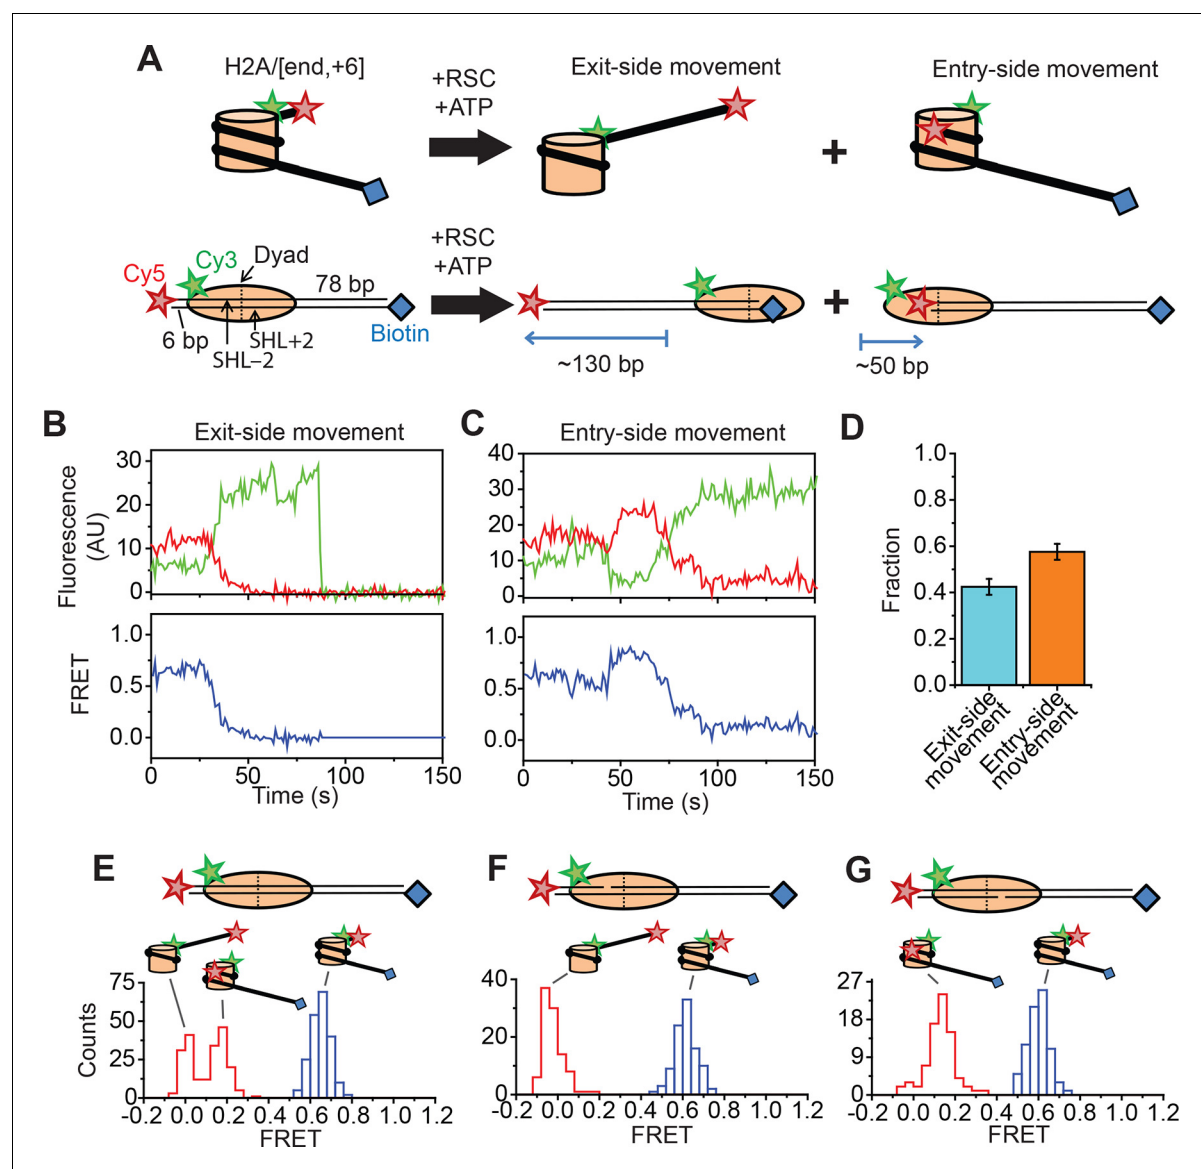 A
H2A/[end,+6]
+RSC
+ATP
Exit-side movement
+
Entry-side movement
Cy5
Cy3
Dyad
78 bp
6 bp
SHL−2
SHL+2
Biotin
+RSC
+ATP
+
~130 bp
~50 bp
B
Exit-side movement
Fluorescence
(AU)
30
20
10
0
FRET
1.0
0.5
0.0
0 50 100 150
Time (s)
C
Entry-side movement
40
30
20
10
0
1.0
0.5
0.0
0 50 100 150
Time (s)
D
Fraction
1.0
0.8
0.6
0.4
0.2
0.0
Exit-side
movement
Entry-side
movement
E
Counts
75
50
25
0
-0.2 0.0 0.2 0.4 0.6 0.8 1.0 1.2
FRET
F
40
20
0
-0.2 0.0 0.2 0.4 0.6 0.8 1.0 1.2
FRET
G
27
18
9
0
-0.2 0.0 0.2 0.4 0.6 0.8 1.0 1.2
FRET